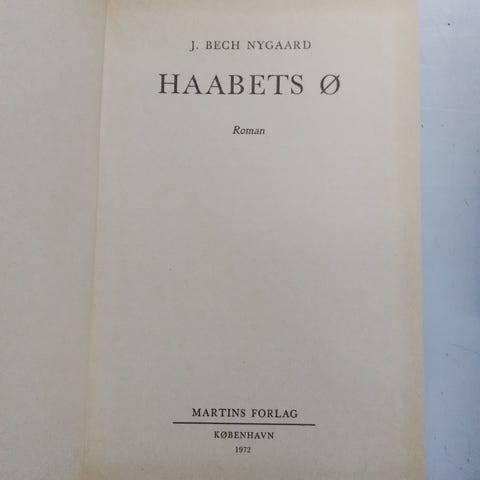 J. BECH NYGAARD
HAABETS Ø
Roman
MARTINS FORLAG
KØBENHAVN
1972